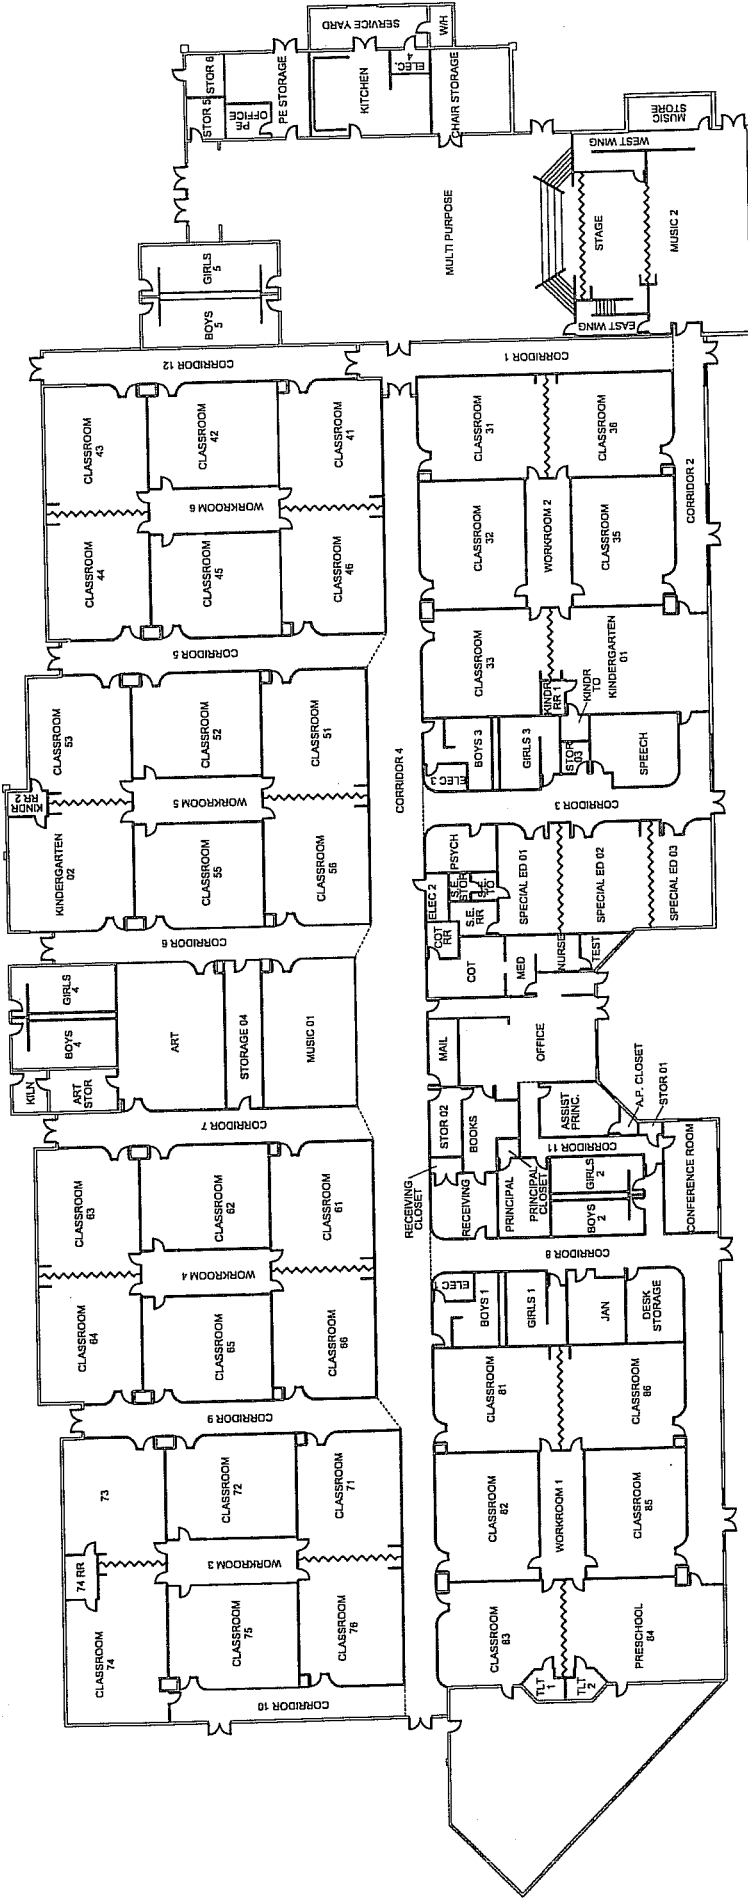 SERVICE YARD
W/H
STOR 6
STOR 5
PE
OFFICE
PE STORAGE
KITCHEN
ELEC.
4
CHAIR STORAGE
MUSIC
STORE
WEST WING
STAGE
MUSIC 2
EAST WING
MULTI PURPOSE
GIRLS
5
BOYS
5
CORRIDOR 12
CORRIDOR 1
CORRIDOR 2
CLASSROOM
43
CLASSROOM
42
CLASSROOM
41
WORKROOM 6
CLASSROOM
44
CLASSROOM
45
CLASSROOM
46
CLASSROOM
31
CLASSROOM
36
CLASSROOM
32
WORKROOM 2
CLASSROOM
35
CLASSROOM
33
KINDR
RR 1
KINDR
TO
KINDERGARTEN
01
CORRIDOR 5
CLASSROOM
53
CLASSROOM
52
CLASSROOM
51
KINDR
RR 2
WORKROOM 5
KINDERGARTEN
02
CLASSROOM
55
CLASSROOM
56
CORRIDOR 4
ELEC 3
BOYS 3
GIRLS 3
STOR
03
SPEECH
CORRIDOR 3
PSYCH
ELEC 2
S.E.
STOR
S.E.
TO
S.E.
RR
COT
RR
SPECIAL ED 01
SPECIAL ED 02
SPECIAL ED 03
COT
MED
NURSE
TEST
CORRIDOR 6
GIRLS
4
BOYS
4
KILN
ART
STOR
ART
STORAGE 04
MUSIC 01
MAIL
OFFICE
STOR 02
BOOKS
ASSIST
PRINC.
A.P. CLOSET
STOR 01
CORRIDOR 11
RECEIVING
CLOSET
RECEIVING
PRINCIPAL
PRINCIPAL
CLOSET
GIRLS
2
BOYS
2
CONFERENCE ROOM
CORRIDOR 7
CLASSROOM
63
CLASSROOM
62
CLASSROOM
61
WORKROOM 4
CLASSROOM
64
CLASSROOM
65
CLASSROOM
66
CORRIDOR 8
ELEC
BOYS 1
GIRLS 1
JAN
DESK
STORAGE
CORRIDOR 9
73
CLASSROOM
72
CLASSROOM
71
74 RR
WORKROOM 3
CLASSROOM
74
CLASSROOM
75
CLASSROOM
76
CLASSROOM
81
CLASSROOM
86
CLASSROOM
82
WORKROOM 1
CLASSROOM
85
CLASSROOM
83
PRESCHOOL
84
TLT
1
TLT
2
CORRIDOR 10